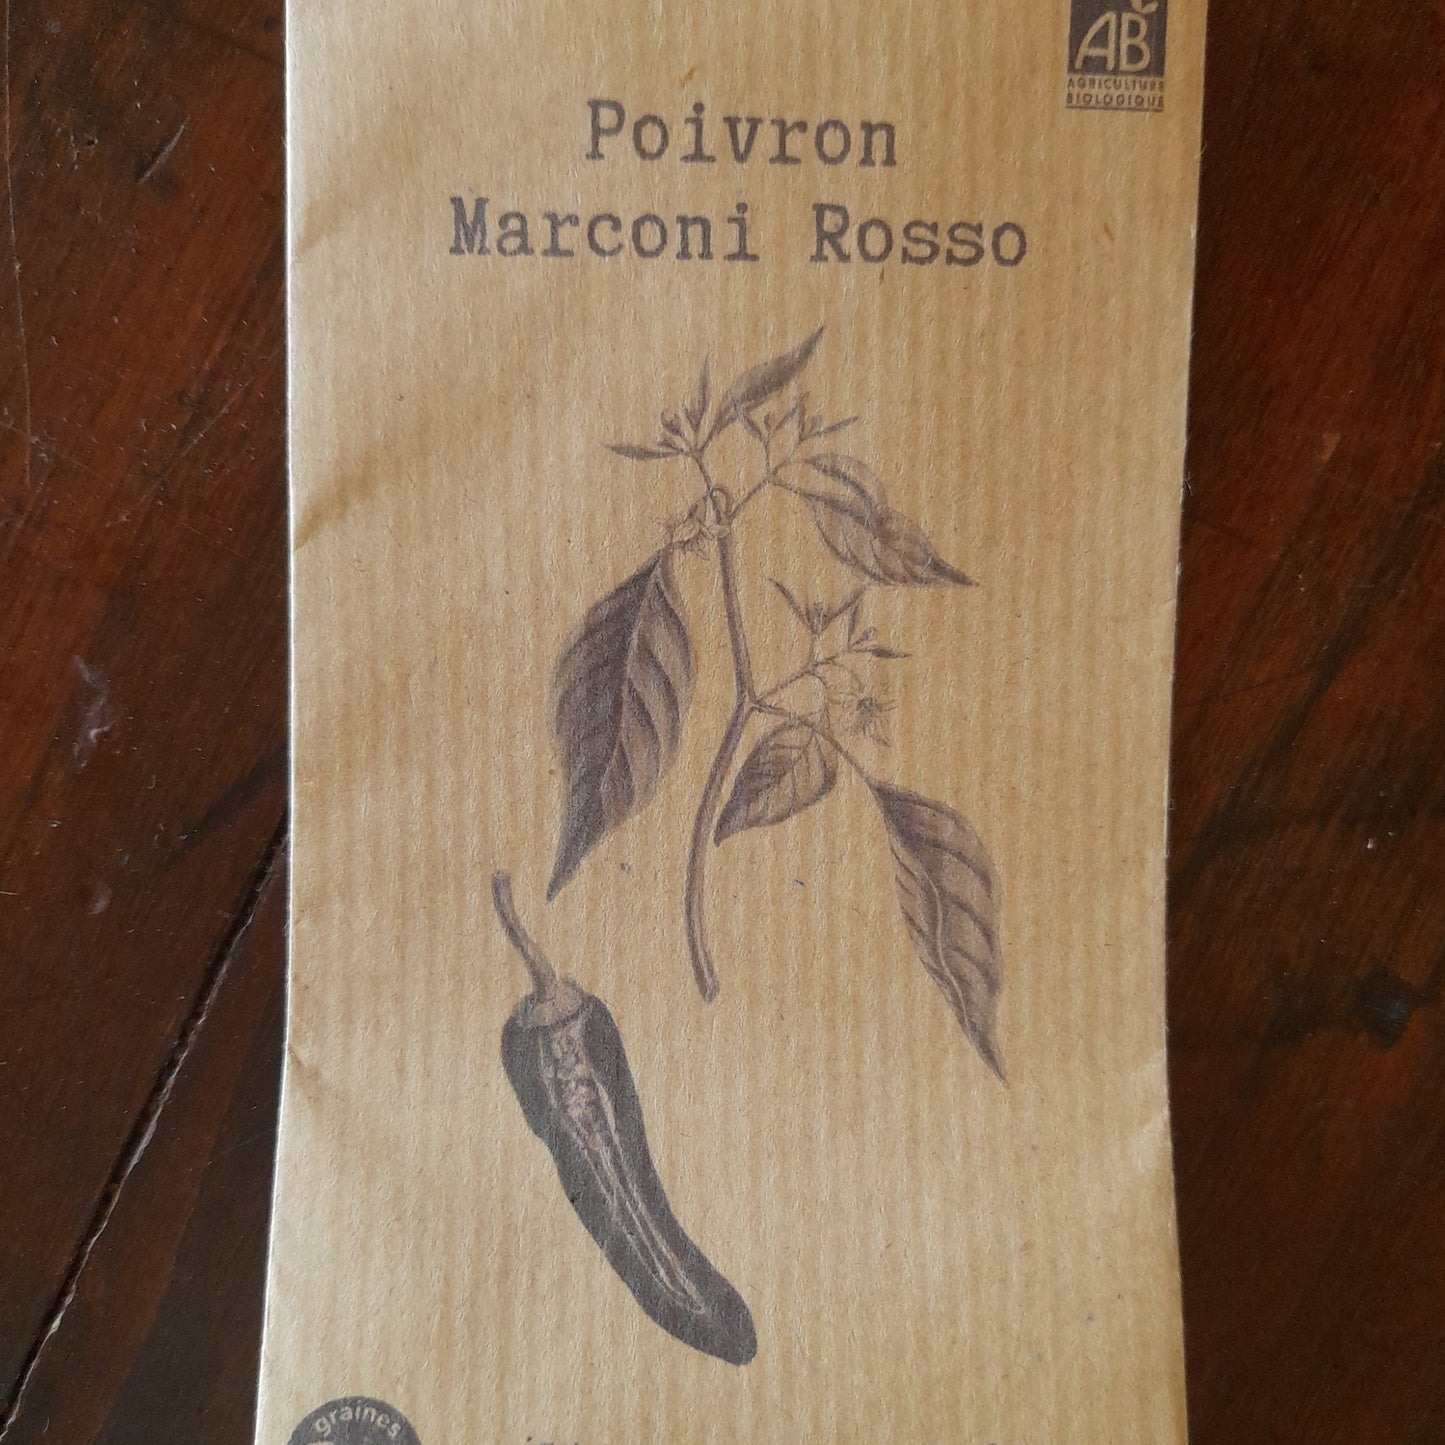 AB
AGRICULTURE
BIOLOGIQUE
Poivron
Marconi Rosso
graines